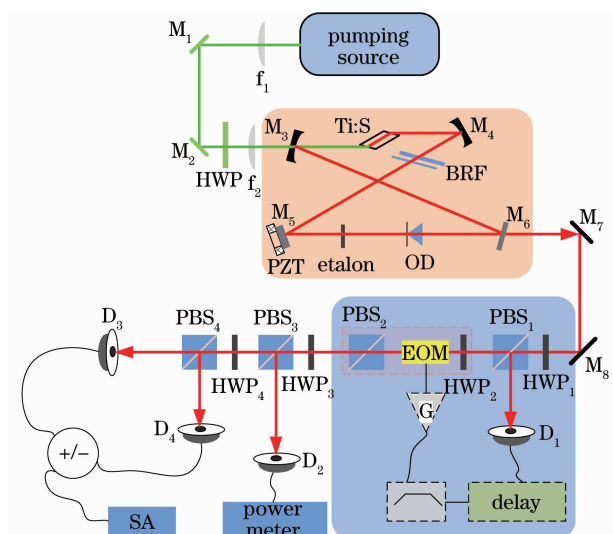 M1
pumping
source
f1
M2
HWP
f2
M3
Ti:S
M4
BRF
M5
PZT
etalon
OD
M6
M7
D3
PBS4
PBS3
PBS2
PBS1
EOM
M8
HWP4
HWP3
HWP2
HWP1
G
D4
D2
D1
+/−
SA
power
meter
delay